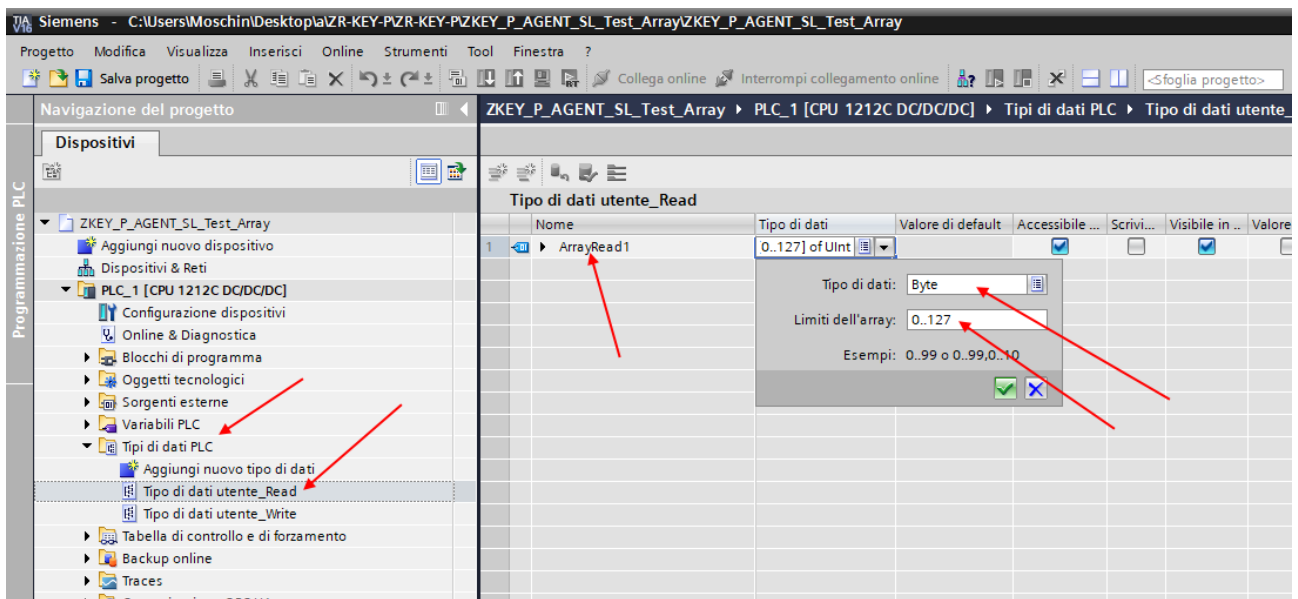 TIA V16 Siemens - C:\Users\Moschin\Desktop\a\ZR-KEY-P\ZR-KEY-P\ZKEY_P_AGENT_SL_Test_Array\ZKEY_P_AGENT_SL_Test_Array
Progetto Modifica Visualizza Inserisci Online Strumenti Tool Finestra ?
Salva progetto Collega online Interrompi collegamento online <Sfoglia progetto>
Navigazione del progetto
ZKEY_P_AGENT_SL_Test_Array PLC_1 [CPU 1212C DC/DC/DC] Tipi di dati PLC Tipo di dati utente_
Dispositivi
Programmazione PLC
Tipo di dati utente_Read
Nome Tipo di dati Valore di default Accessibile ... Scrivi... Visibile in .. Valore
1 ArrayRead1 0..127] of UInt
Tipo di dati: Byte
Limiti dell'array: 0..127
Esempi: 0..99 o 0..99,0..10
ZKEY_P_AGENT_SL_Test_Array
Aggiungi nuovo dispositivo
Dispositivi & Reti
PLC_1 [CPU 1212C DC/DC/DC]
Configurazione dispositivi
Online & Diagnostica
Blocchi di programma
Oggetti tecnologici
Sorgenti esterne
Variabili PLC
Tipi di dati PLC
Aggiungi nuovo tipo di dati
Tipo di dati utente_Read
Tipo di dati utente_Write
Tabella di controllo e di forzamento
Backup online
Traces